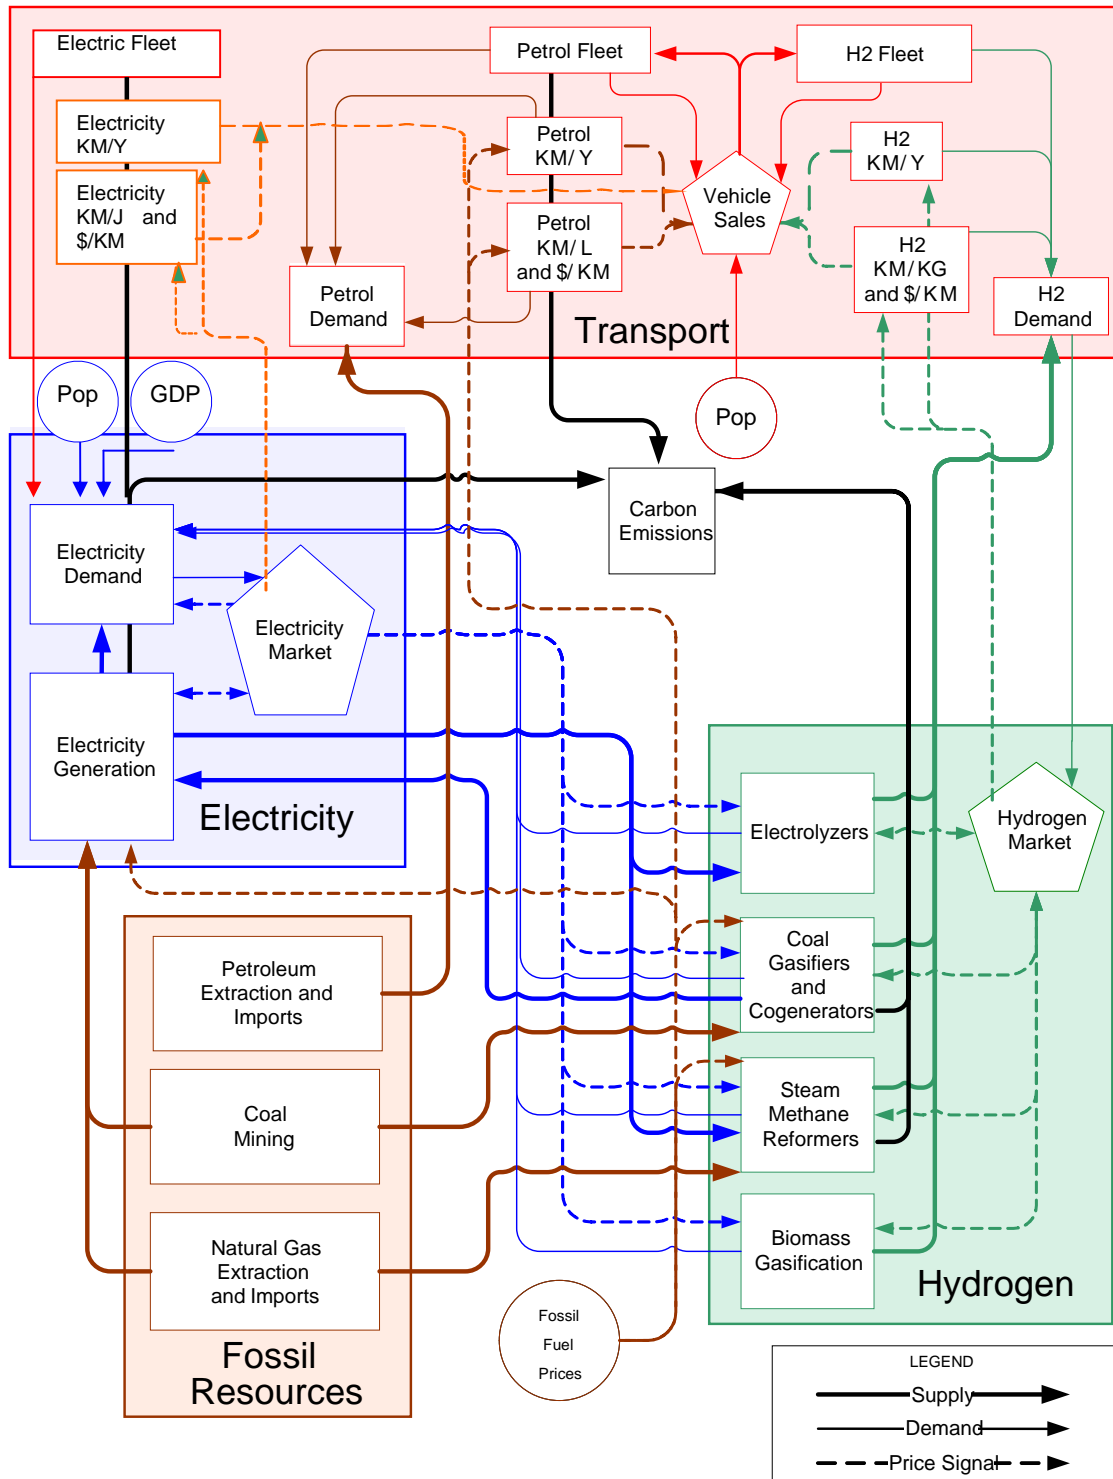 Electric Fleet
Petrol Fleet
H2 Fleet
Electricity
KM/Y
Petrol
KM/ Y
H2
KM/ Y
Electricity
KM/J and
$/KM
Vehicle
Sales
Petrol
KM/ L
and $/ KM
H2
KM/ KG
and $/ KM
Petrol
Demand
H2
Demand
Transport
Pop
GDP
Pop
Carbon
Emissions
Electricity
Demand
Electricity
Market
Electricity
Generation
Electricity
Electrolyzers
Hydrogen
Market
Coal
Gasifiers
and
Cogenerators
Petroleum
Extraction and
Imports
Coal
Mining
Steam
Methane
Reformers
Natural Gas
Extraction
and Imports
Biomass
Gasification
Hydrogen
Fossil
Fuel
Prices
Fossil
Resources
LEGEND
Supply
Demand
Price Signal